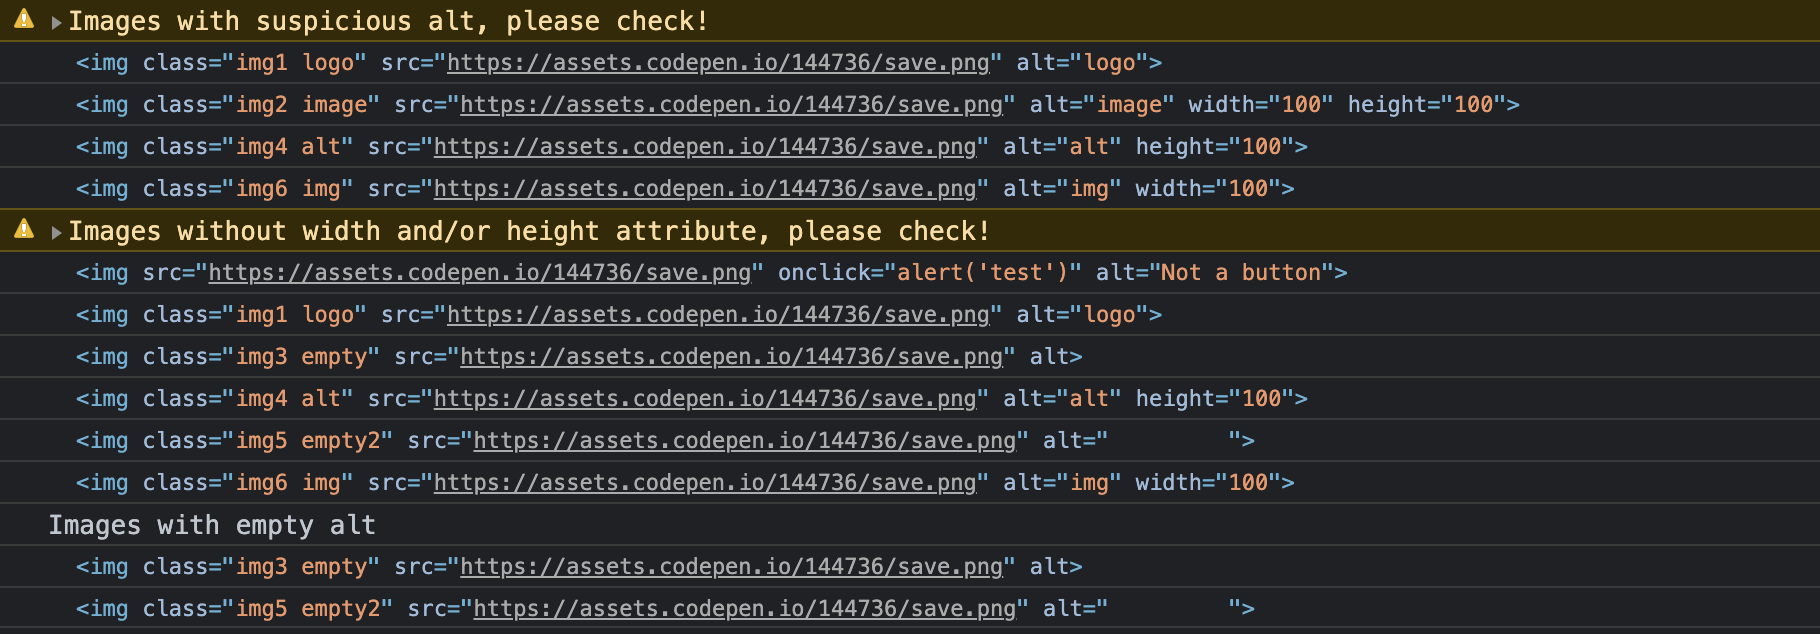 Images with suspicious alt, please check!
<img class="img1 logo" src="https://assets.codepen.io/144736/save.png" alt="logo">
<img class="img2 image" src="https://assets.codepen.io/144736/save.png" alt="image" width="100" height="100">
<img class="img4 alt" src="https://assets.codepen.io/144736/save.png" alt="alt" height="100">
<img class="img6 img" src="https://assets.codepen.io/144736/save.png" alt="img" width="100">
Images without width and/or height attribute, please check!
<img src="https://assets.codepen.io/144736/save.png" onclick="alert('test')" alt="Not a button">
<img class="img1 logo" src="https://assets.codepen.io/144736/save.png" alt="logo">
<img class="img3 empty" src="https://assets.codepen.io/144736/save.png" alt>
<img class="img4 alt" src="https://assets.codepen.io/144736/save.png" alt="alt" height="100">
<img class="img5 empty2" src="https://assets.codepen.io/144736/save.png" alt="         ">
<img class="img6 img" src="https://assets.codepen.io/144736/save.png" alt="img" width="100">
Images with empty alt
<img class="img3 empty" src="https://assets.codepen.io/144736/save.png" alt>
<img class="img5 empty2" src="https://assets.codepen.io/144736/save.png" alt="         ">